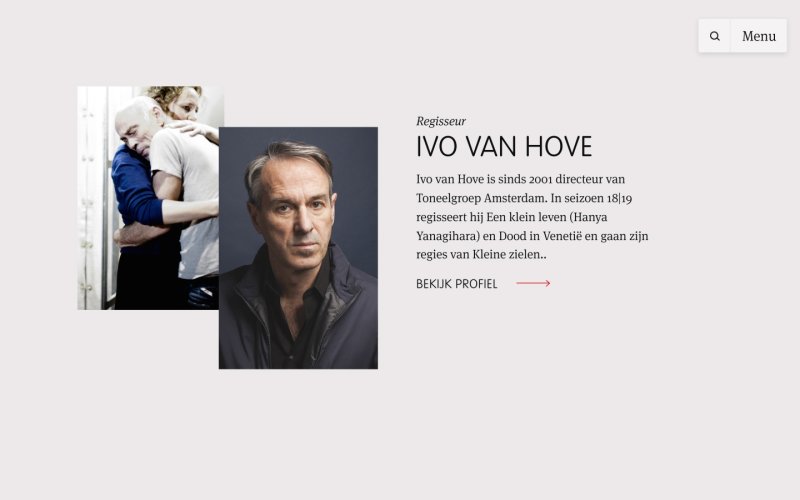 Menu
Regisseur
IVO VAN HOVE
Ivo van Hove is sinds 2001 directeur van
Toneelgroep Amsterdam. In seizoen 18|19
regisseert hij Een klein leven (Hanya
Yanagihara) en Dood in Venetië en gaan zijn
regies van Kleine zielen..
BEKIJK PROFIEL